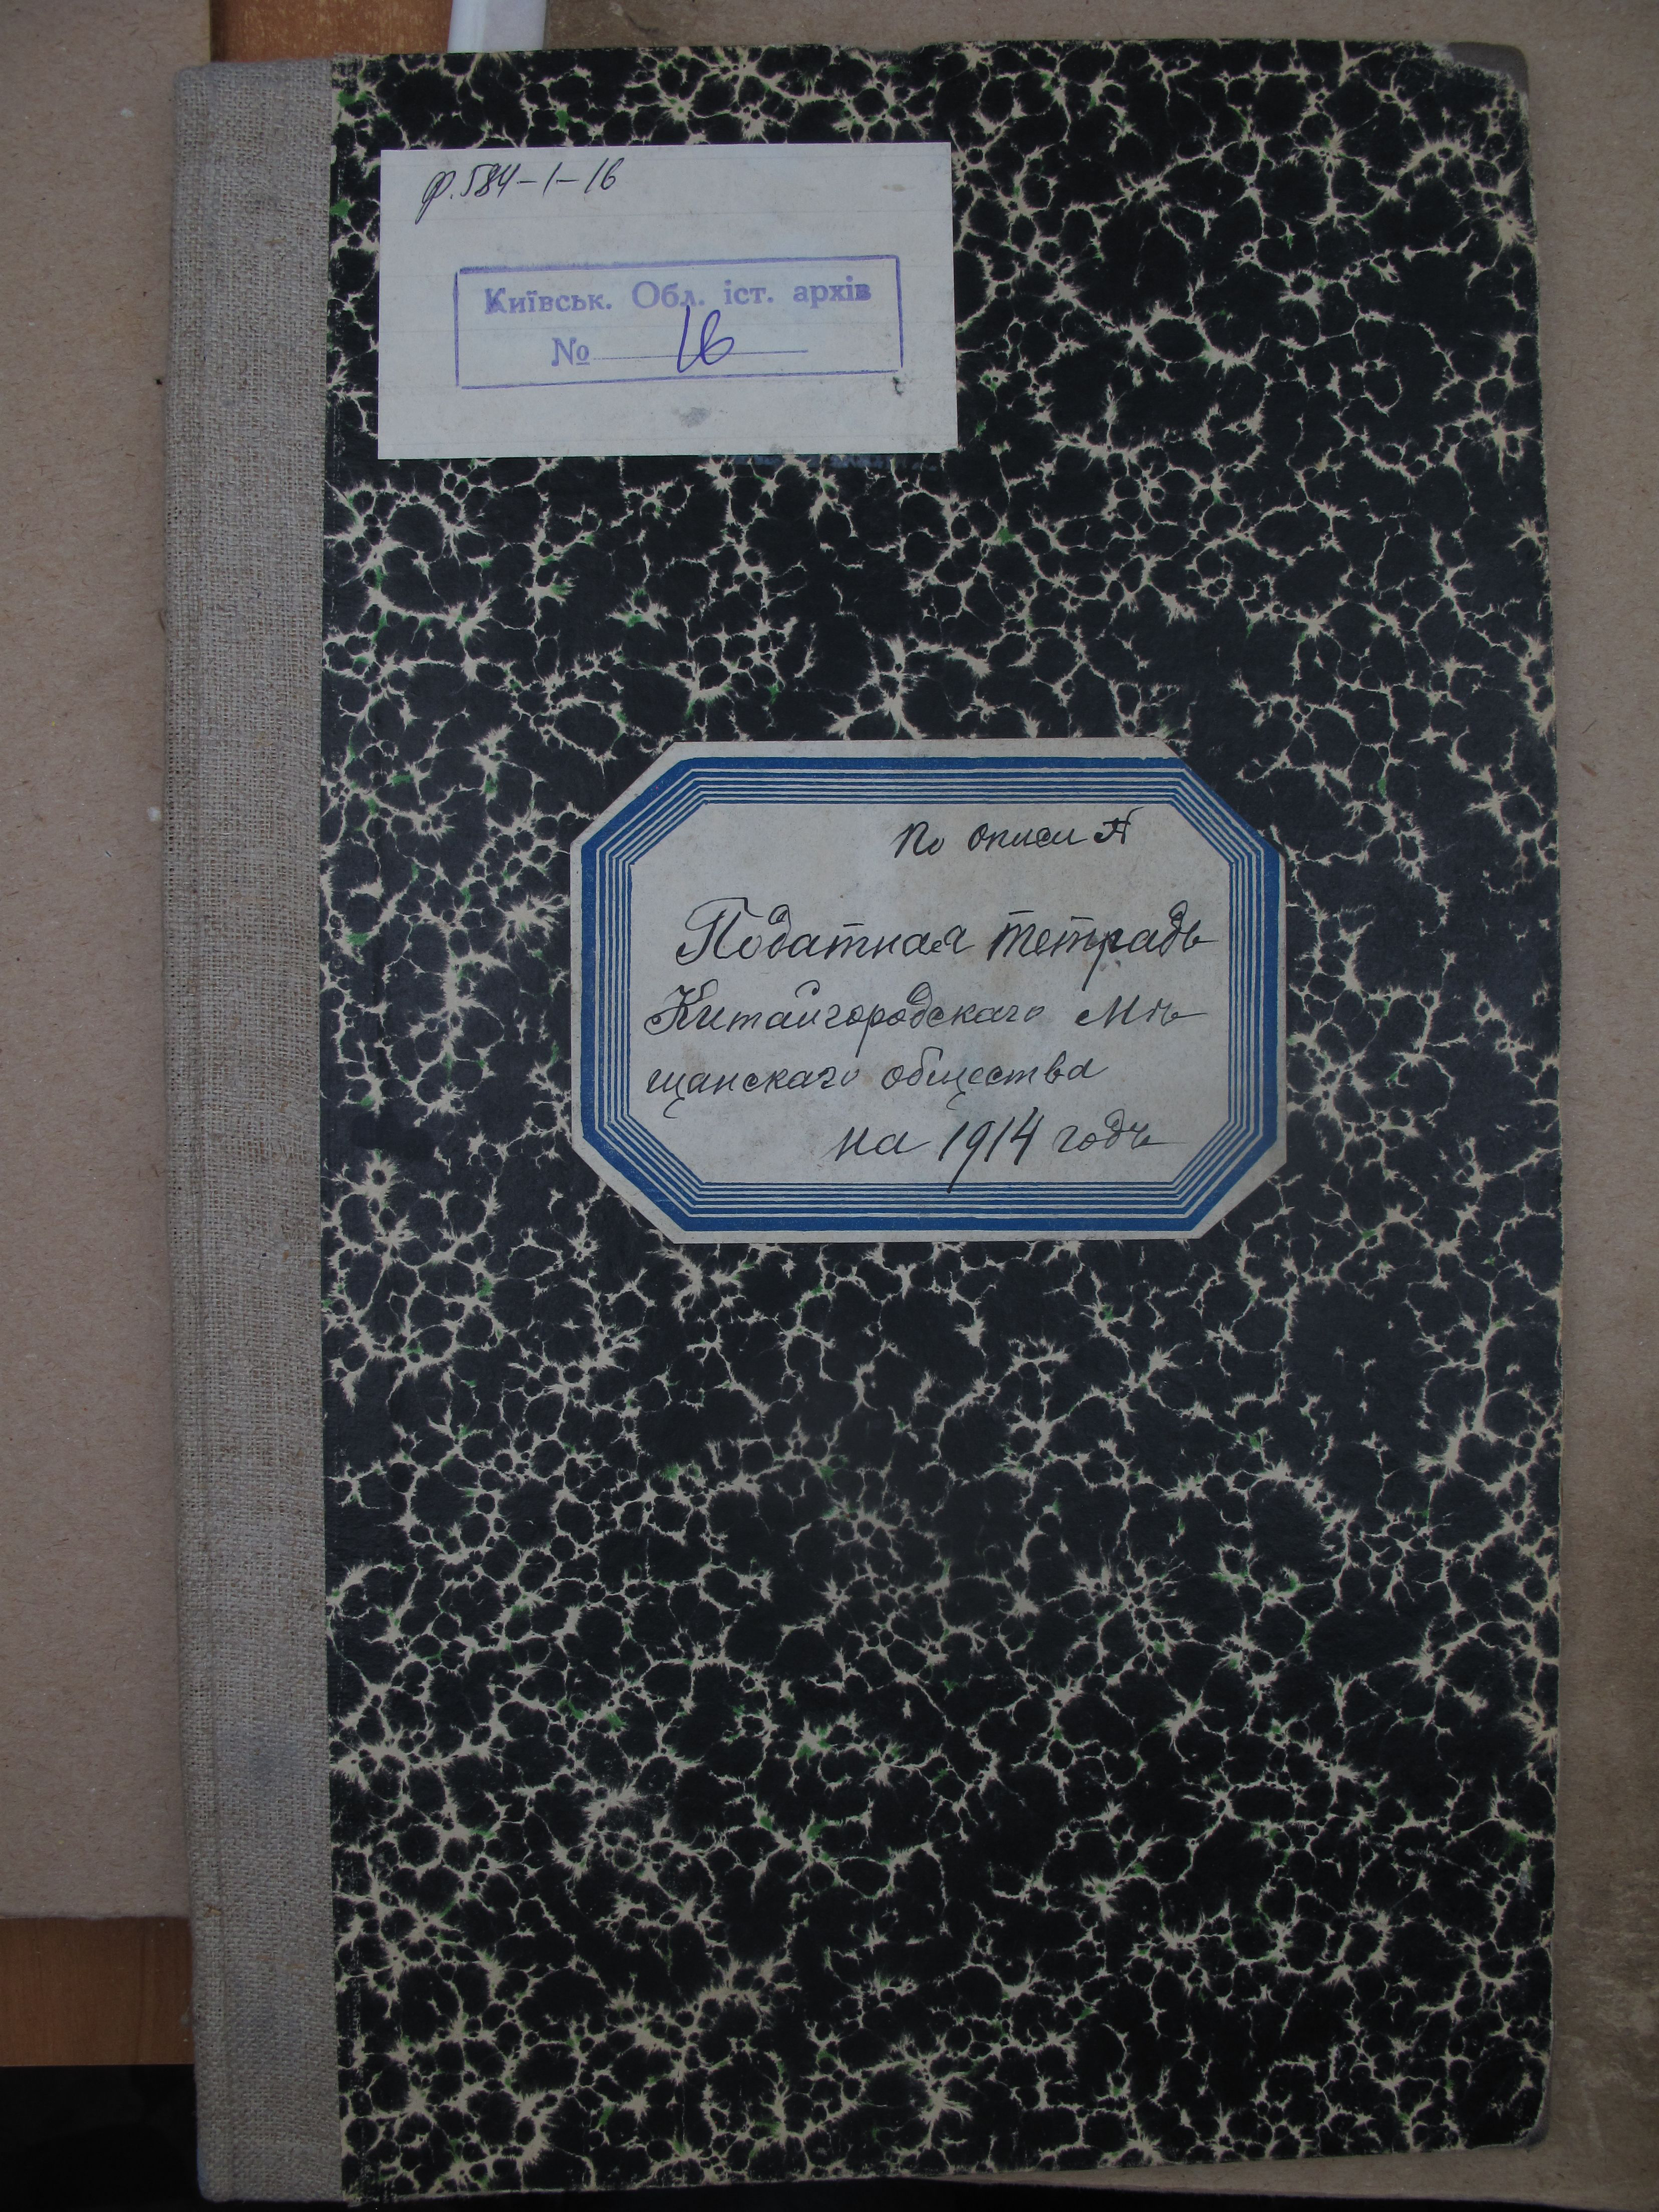 ф. 584-1-16
Київськ. Обл. іст. архів
№ 16
По описи
Податная тетрадь
Китайгородскаго Мѣ
щанскаго общества
на 1914 годъ